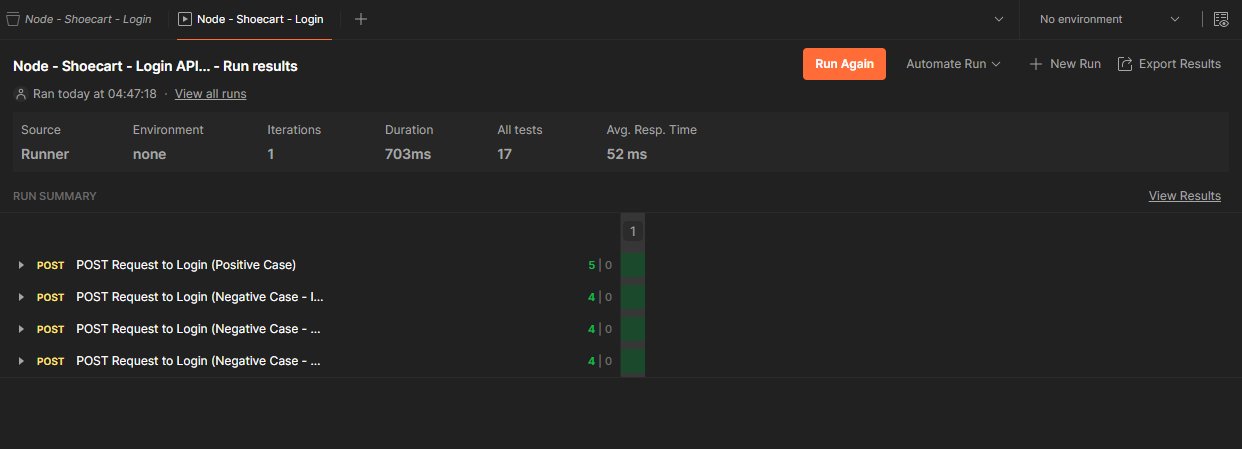 Node - Shoecart - Login
Node - Shoecart - Login
No environment
Node - Shoecart - Login API... - Run results
Run Again
Automate Run
New Run
Export Results
Ran today at 04:47:18 · View all runs
Source Environment Iterations Duration All tests Avg. Resp. Time
Runner none 1 703ms 17 52 ms
RUN SUMMARY
View Results
1
POST POST Request to Login (Positive Case) 5 | 0
POST POST Request to Login (Negative Case - I... 4 | 0
POST POST Request to Login (Negative Case - ... 4 | 0
POST POST Request to Login (Negative Case - ... 4 | 0